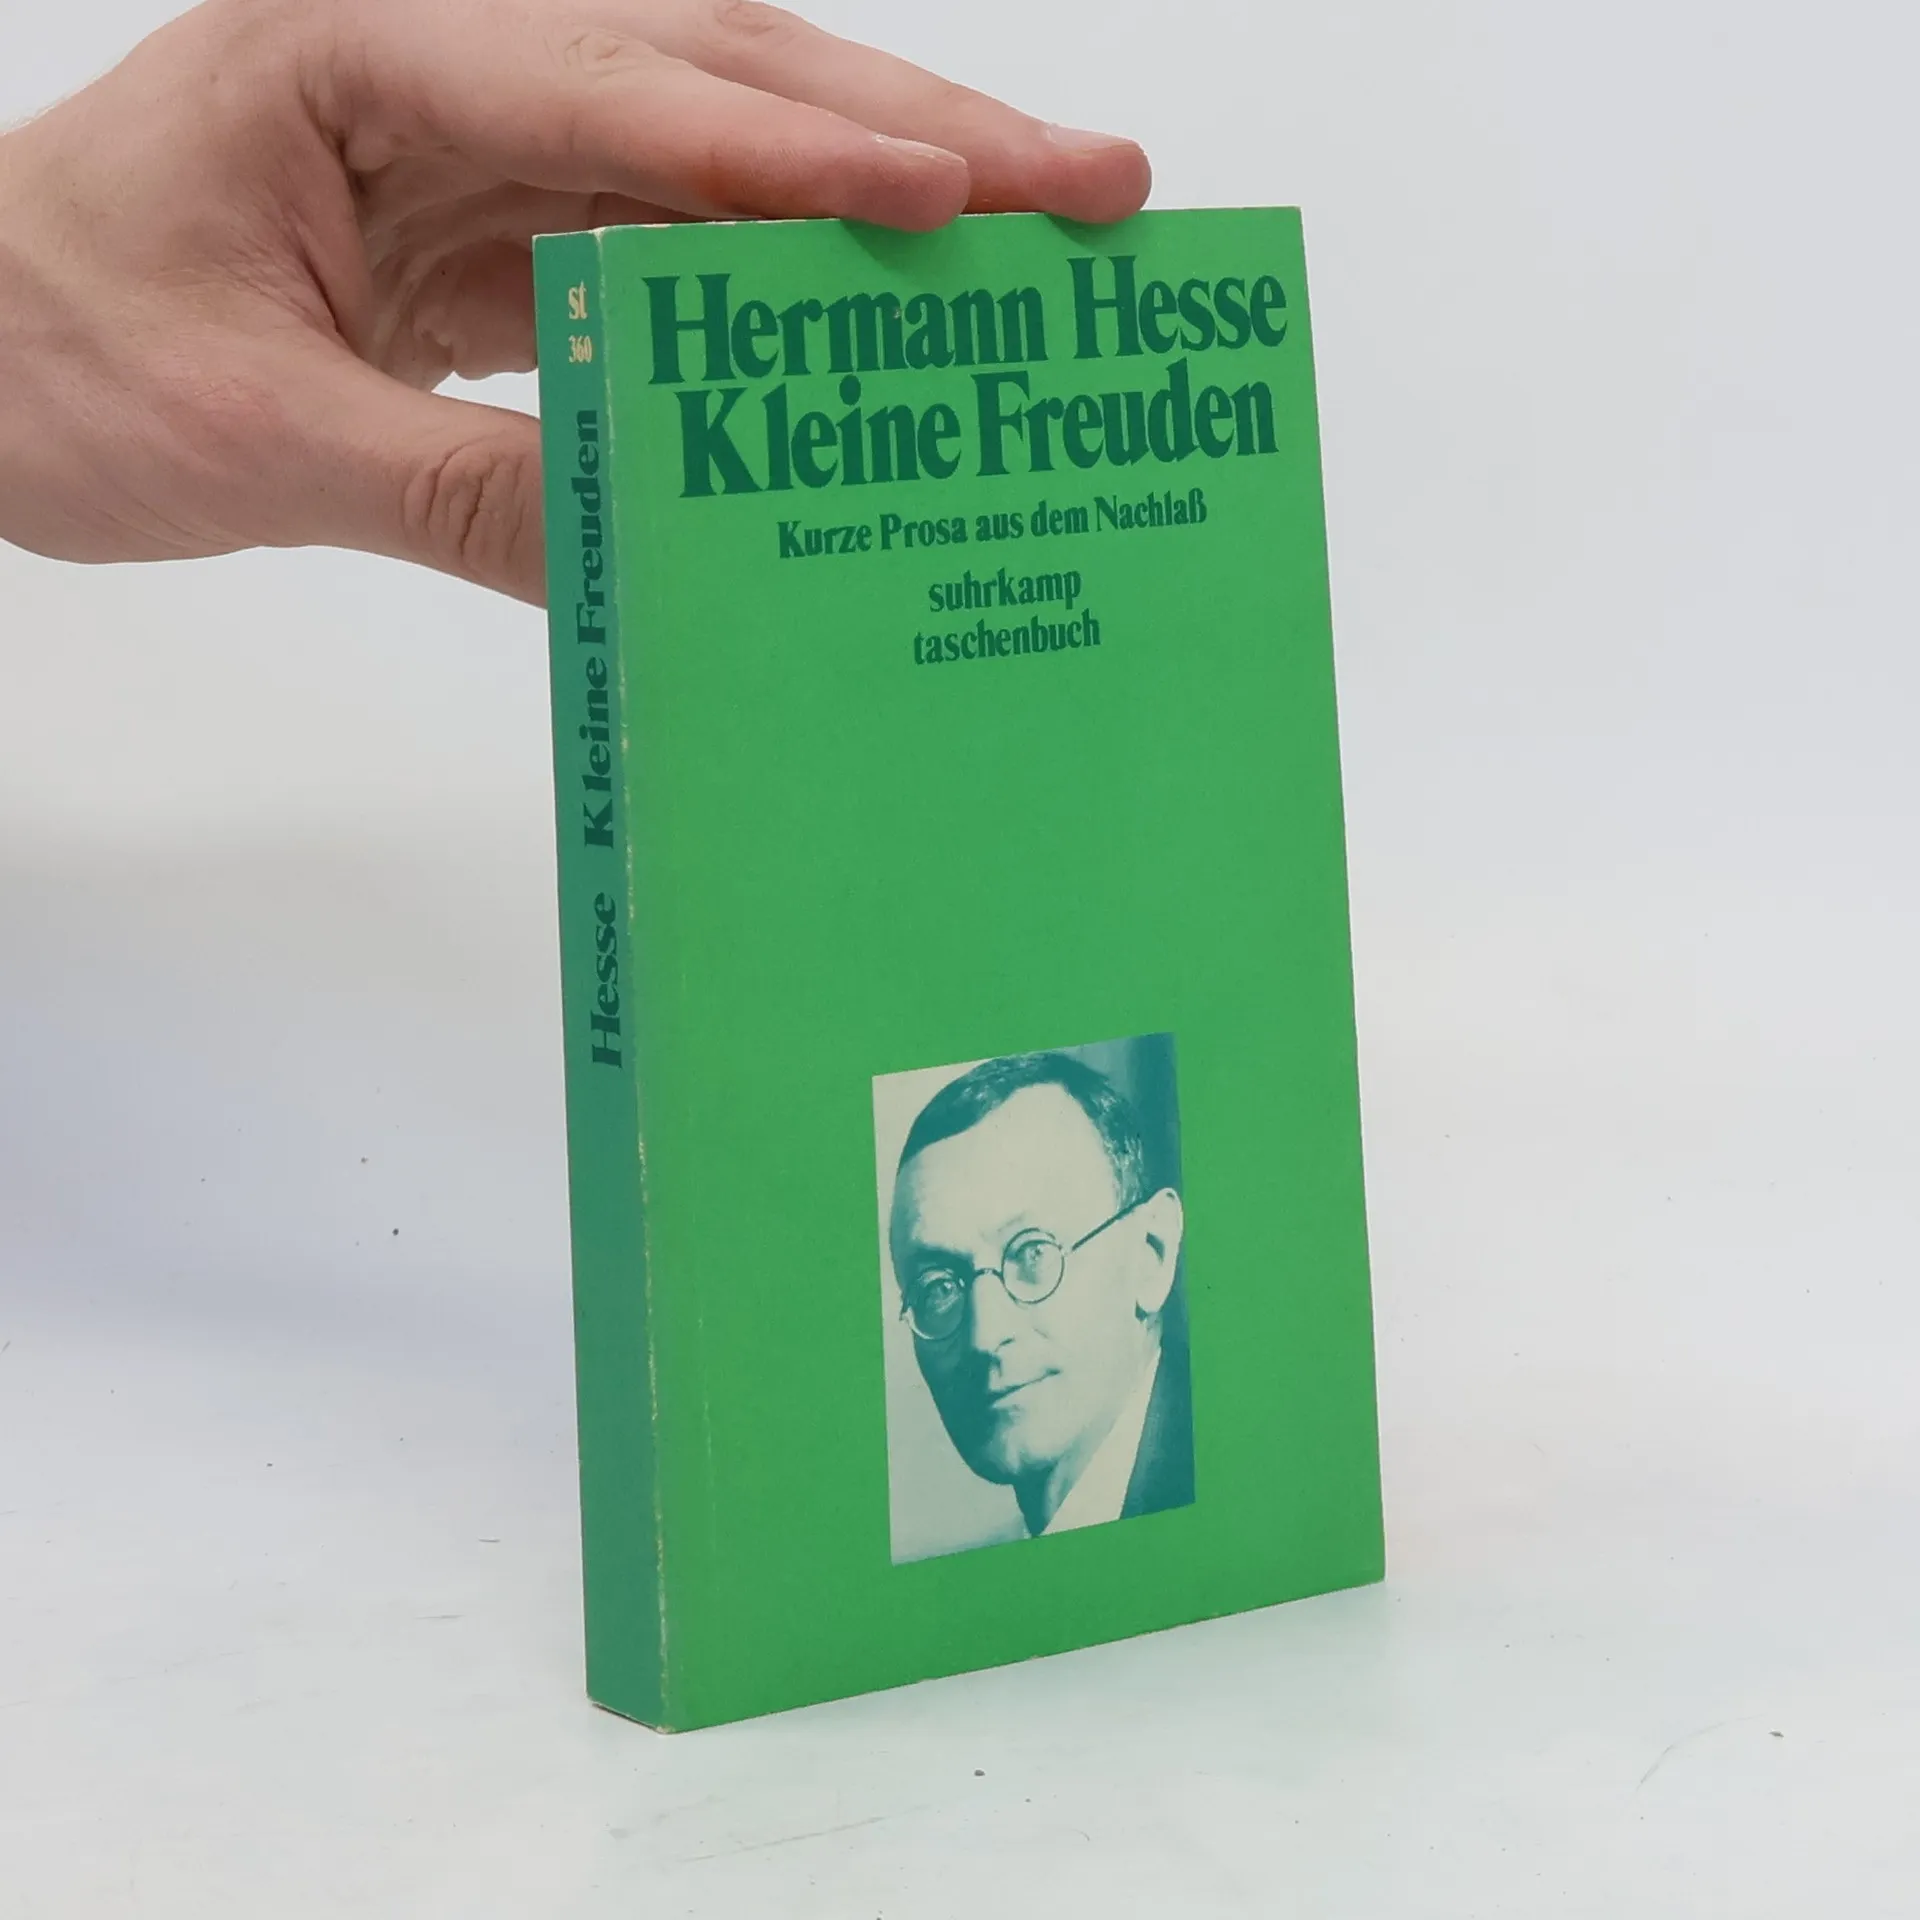 st
360
Hesse Kleine Freuden
Hermann Hesse
Kleine Freuden
Kurze Prosa aus dem Nachlaß
suhrkamp
taschenbuch